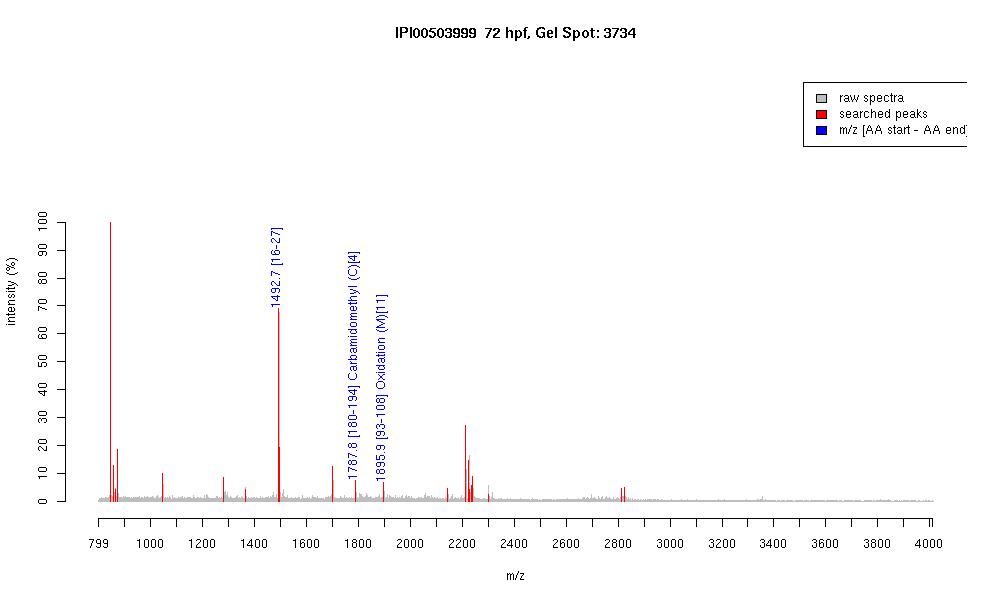 IPI00503999 72 hpf, Gel Spot: 3734
raw spectra
searched peaks
m/z [AA start - AA end]
intensity (%)
100
90
80
70
60
50
40
30
20
10
0
1492.7 [16-27]
1787.8 [180-194] Carbamidomethyl (C)[4]
1895.9 [93-108] Oxidation (M)[11]
799 1000 1200 1400 1600 1800 2000 2200 2400 2600 2800 3000 3200 3400 3600 3800 4000
m/z